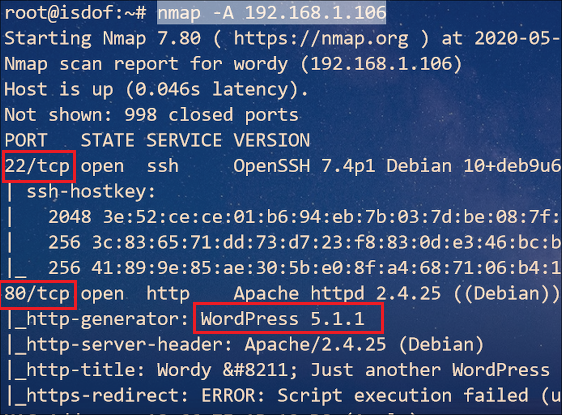 root@isdof:~# nmap -A 192.168.1.106
Starting Nmap 7.80 ( https://nmap.org ) at 2020-05-
Nmap scan report for wordy (192.168.1.106)
Host is up (0.046s latency).
Not shown: 998 closed ports
PORT STATE SERVICE VERSION
22/tcp open ssh OpenSSH 7.4p1 Debian 10+deb9u6
| ssh-hostkey:
| 2048 3e:52:ce:ce:01:b6:94:eb:7b:03:7d:be:08:7f:
| 256 3c:83:65:71:dd:73:d7:23:f8:83:0d:e3:46:bc:b
|_ 256 41:89:9e:85:ae:30:5b:e0:8f:a4:68:71:06:b4:1
80/tcp open http Apache httpd 2.4.25 ((Debian))
|_http-generator: WordPress 5.1.1
|_http-server-header: Apache/2.4.25 (Debian)
|_http-title: Wordy &#8211; Just another WordPress
|_https-redirect: ERROR: Script execution failed (u